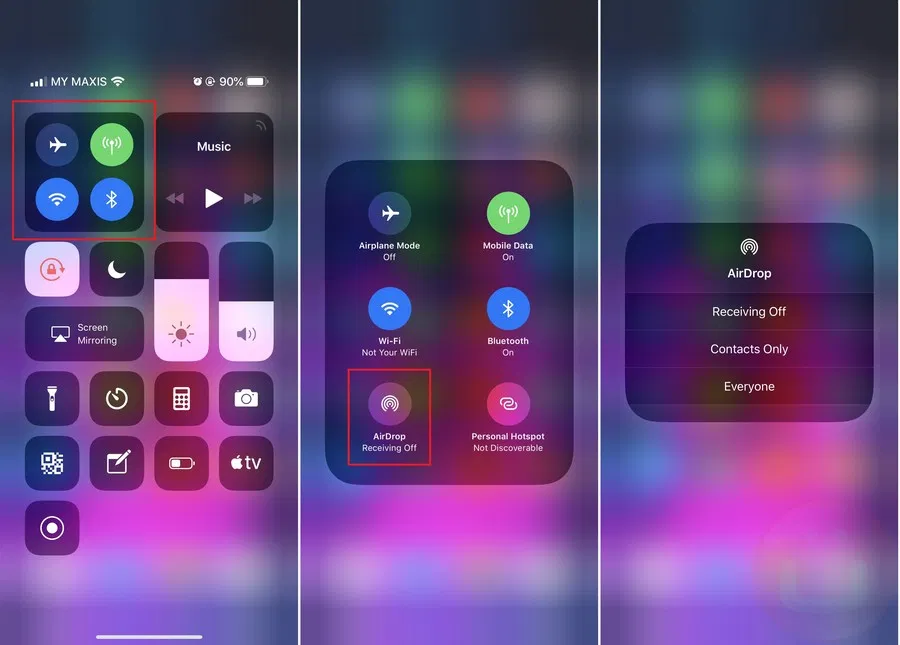 MY MAXIS
90%
Music
Screen
Mirroring
tv
Airplane Mode
Off
Mobile Data
On
Wi-Fi
Not Your WiFi
Bluetooth
On
AirDrop
Receiving Off
Personal Hotspot
Not Discoverable
AirDrop
Receiving Off
Contacts Only
Everyone